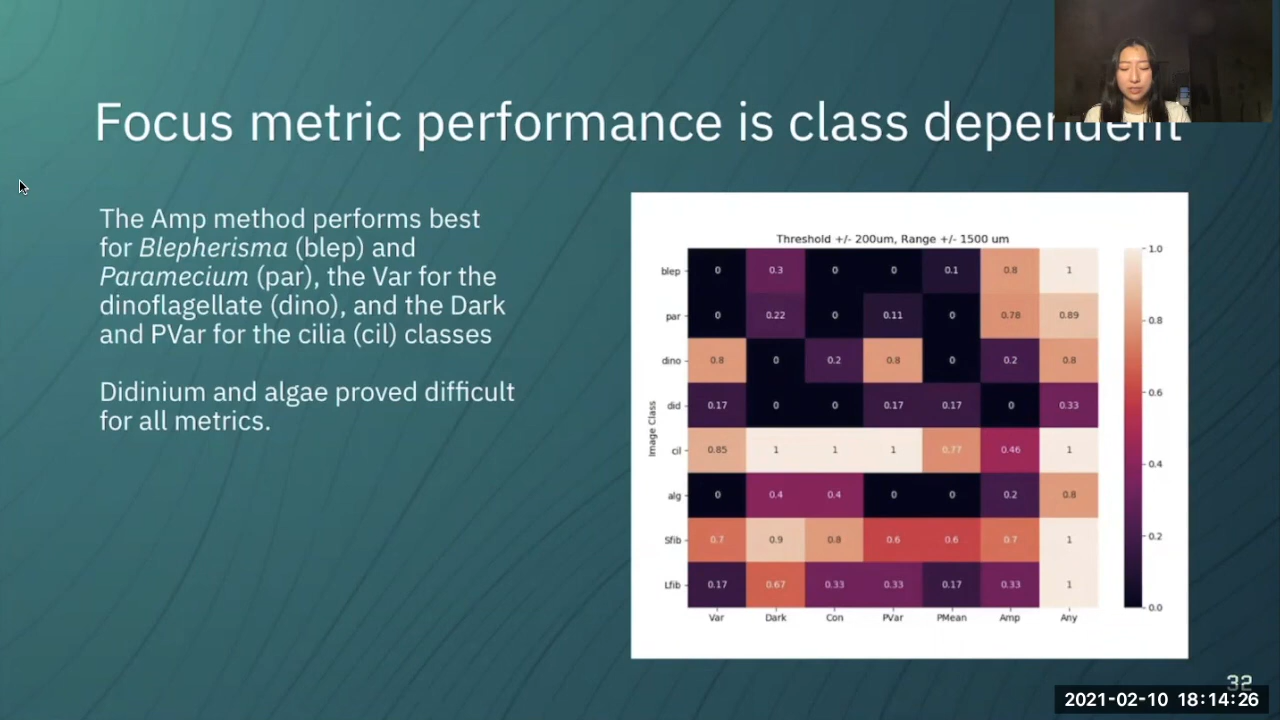 Focus metric performance is class dependent
The Amp method performs best
for Blepherisma (blep) and
Paramecium (par), the Var for the
dinoflagellate (dino), and the Dark
and PVar for the cilia (cil) classes
Didinium and algae proved difficult
for all metrics.
Threshold +/- 200um, Range +/- 1500 um
Image Class
blep 0 0.3 0 0 0.1 0.8 1
par 0 0.22 0 0.11 0 0.78 0.89
dino 0.8 0 0.2 0.8 0 0.2 0.8
did 0.17 0 0 0.17 0.17 0 0.33
cil 0.85 1 1 1 0.77 0.46 1
alg 0 0.4 0.4 0 0 0.2 0.8
Sfib 0.7 0.9 0.8 0.6 0.6 0.7 1
Lfib 0.17 0.67 0.33 0.33 0.17 0.33 1
Var Dark Con PVar PMean Amp Any
1.0
0.8
0.6
0.4
0.2
0.0
32
2021-02-10 18:14:26